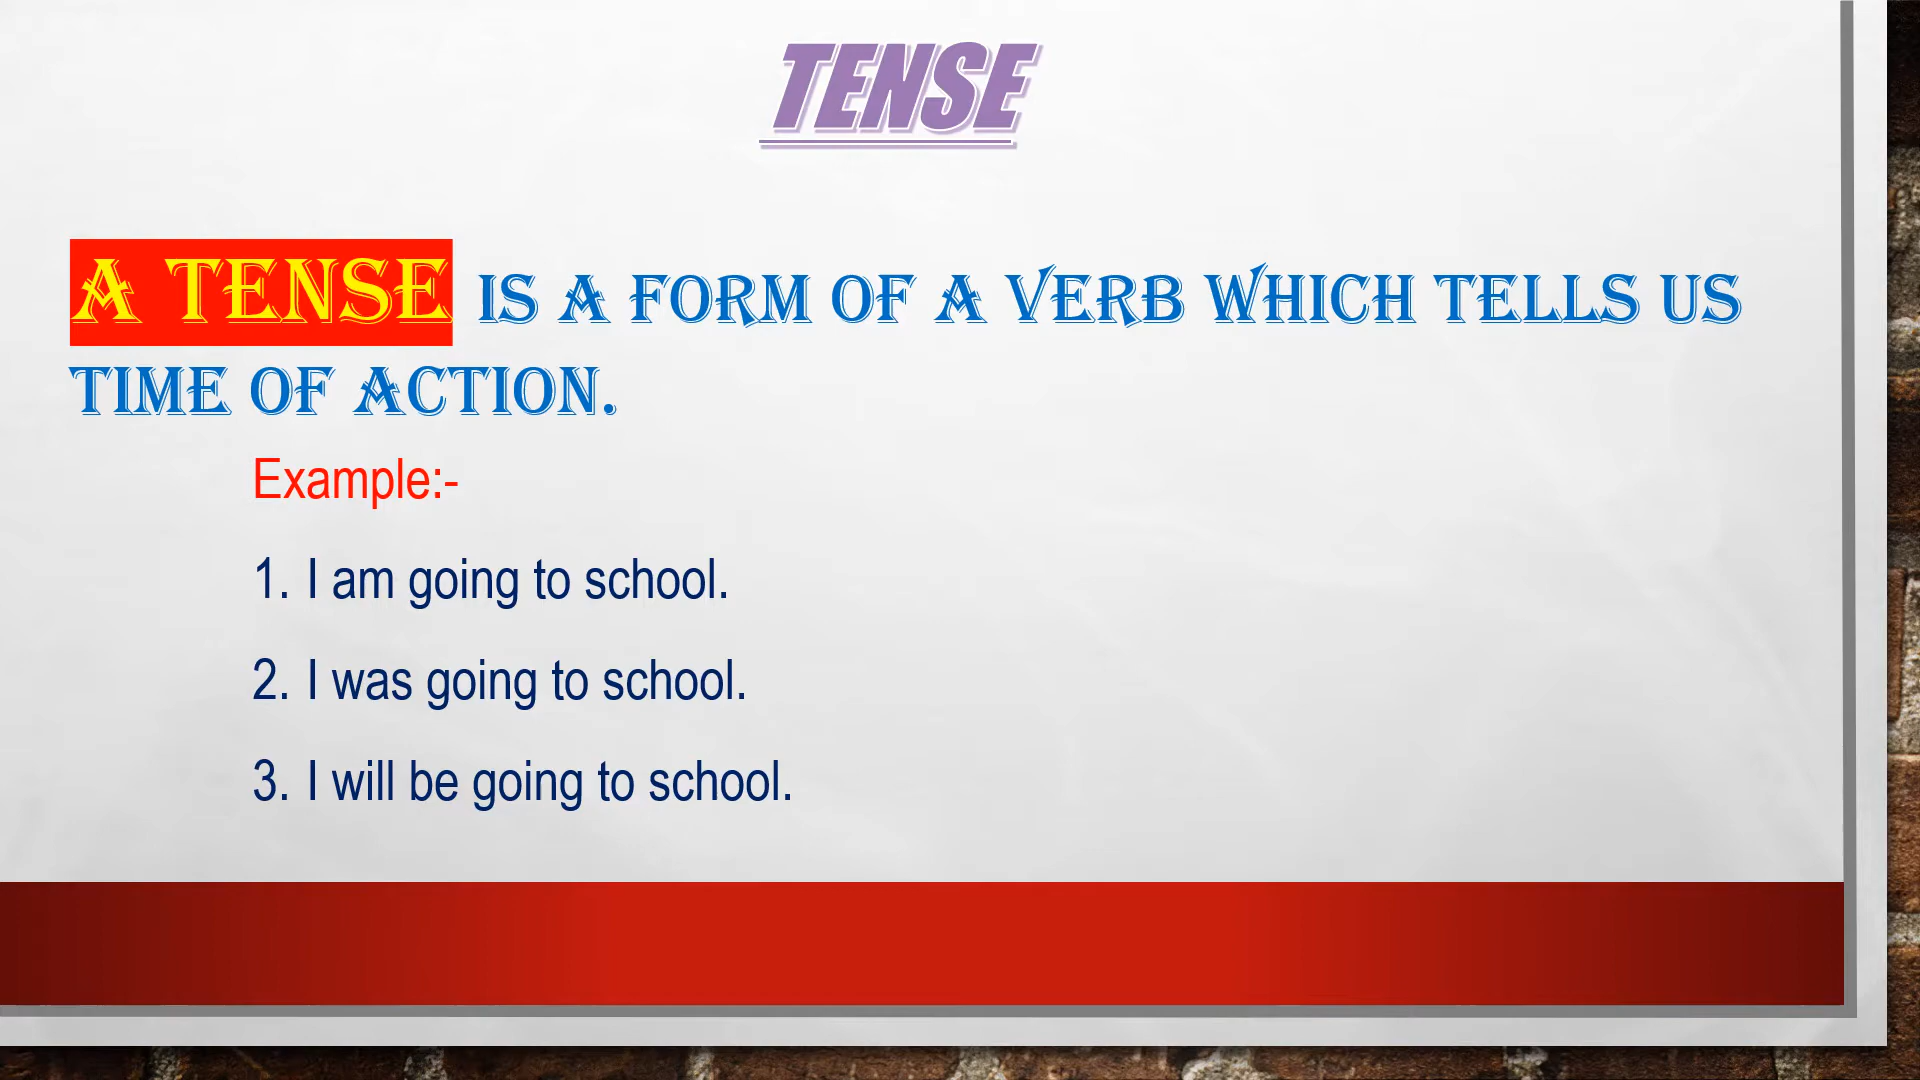 TENSE
A TENSE IS A FORM OF A VERB WHICH TELLS US
TIME OF ACTION.
Example:-
1. I am going to school.
2. I was going to school.
3. I will be going to school.